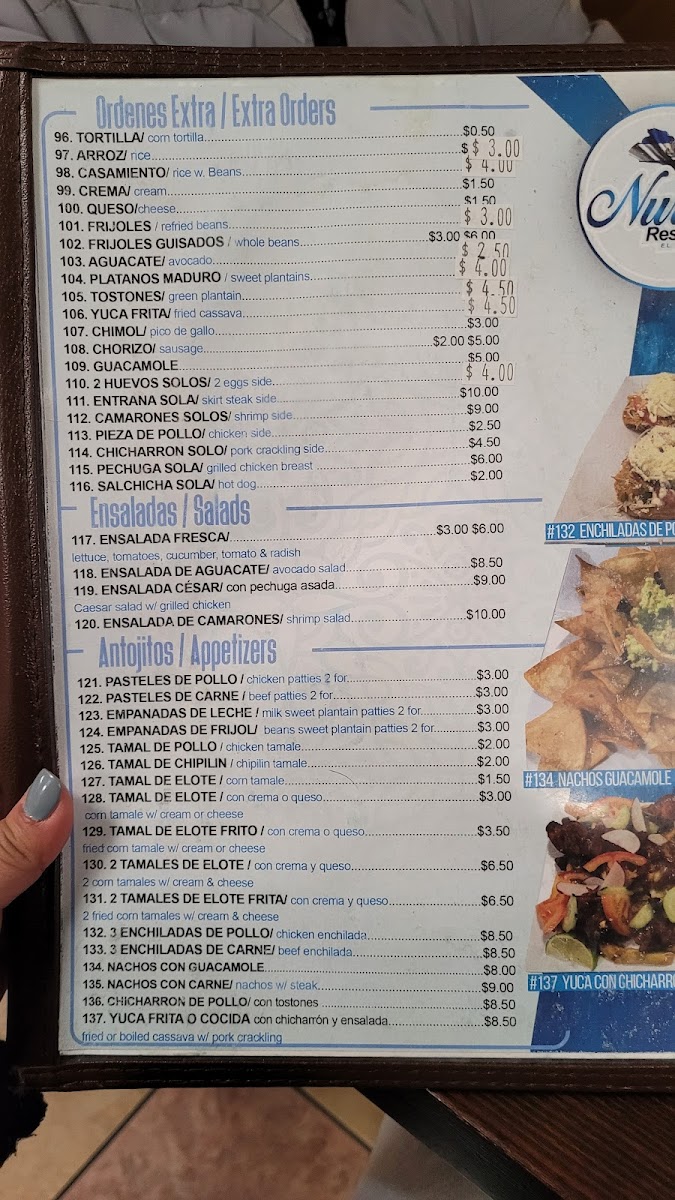 Ordenes Extra / Extra Orders
96. TORTILLA/ corn tortilla $0.50
97. ARROZ/ rice $ $ 3.00
98. CASAMIENTO/ rice w. Beans $ 4.00
99. CREMA/ cream $1.50
100. QUESO/cheese $1.50
101. FRIJOLES / refried beans $ 3.00
102. FRIJOLES GUISADOS / whole beans $3.00 $6.00
103. AGUACATE/ avocado $ 2.50
104. PLATANOS MADURO / sweet plantains $ 4.00
105. TOSTONES/ green plantain $ 4.50
106. YUCA FRITA/ fried cassava $ 4.50
107. CHIMOL/ pico de gallo $3.00
108. CHORIZO/ sausage $2.00 $5.00
109. GUACAMOLE $5.00
110. 2 HUEVOS SOLOS/ 2 eggs side $ 4.00
111. ENTRANA SOLA/ skirt steak side $10.00
112. CAMARONES SOLOS/ shrimp side $9.00
113. PIEZA DE POLLO/ chicken side $2.50
114. CHICHARRON SOLO/ pork crackling side $4.50
115. PECHUGA SOLA/ grilled chicken breast $6.00
116. SALCHICHA SOLA/ hot dog $2.00
Ensaladas / Salads
117. ENSALADA FRESCA/ $3.00 $6.00
lettuce, tomatoes, cucumber, tomato & radish
118. ENSALADA DE AGUACATE/ avocado salad $8.50
119. ENSALADA CÉSAR/ con pechuga asada $9.00
Caesar salad w/ grilled chicken
120. ENSALADA DE CAMARONES/ shrimp salad $10.00
Antojitos / Appetizers
121. PASTELES DE POLLO / chicken patties 2 for $3.00
122. PASTELES DE CARNE / beef patties 2 for $3.00
123. EMPANADAS DE LECHE / milk sweet plantain patties 2 for $3.00
124. EMPANADAS DE FRIJOL/ beans sweet plantain patties 2 for $3.00
125. TAMAL DE POLLO / chicken tamale $2.00
126. TAMAL DE CHIPILIN / chipilin tamale $2.00
127. TAMAL DE ELOTE / corn tamale $1.50
128. TAMAL DE ELOTE / con crema o queso $3.00
corn tamale w/ cream or cheese
129. TAMAL DE ELOTE FRITO / con crema o queso $3.50
fried corn tamale w/ cream or cheese
130. 2 TAMALES DE ELOTE / con crema y queso $6.50
2 corn tamales w/ cream & cheese
131. 2 TAMALES DE ELOTE FRITA/ con crema y queso $6.50
2 fried corn tamales w/ cream & cheese
132. 3 ENCHILADAS DE POLLO/ chicken enchilada $8.50
133. 3 ENCHILADAS DE CARNE/ beef enchilada $8.50
134. NACHOS CON GUACAMOLE $8.00
135. NACHOS CON CARNE/ nachos w/ steak $9.00
136. CHICHARRON DE POLLO/ con tostones $8.50
137. YUCA FRITA O COCIDA con chicharrón y ensalada $8.50
fried or boiled cassava w/ pork crackling
#132 ENCHILADAS DE PO
#134 NACHOS GUACAMOLE
#137 YUCA CON CHICHARR